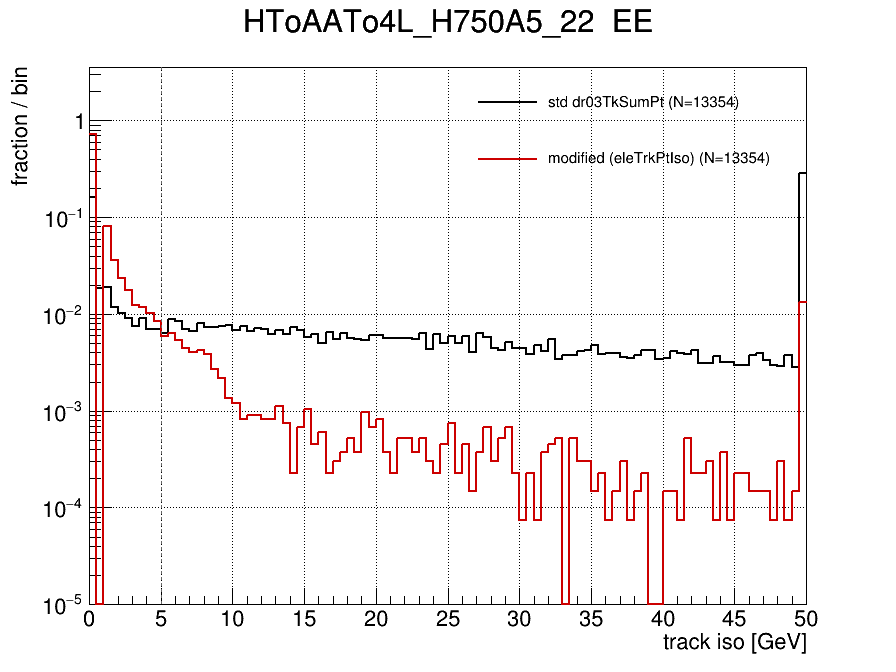 HToAATo4L_H750A5_22 EE
fraction / bin
std dr03TkSumPt (N=13354)
modified (eleTrkPtIso) (N=13354)
1
10−1
10−2
10−3
10−4
10−5
0 5 10 15 20 25 30 35 40 45 50
track iso [GeV]